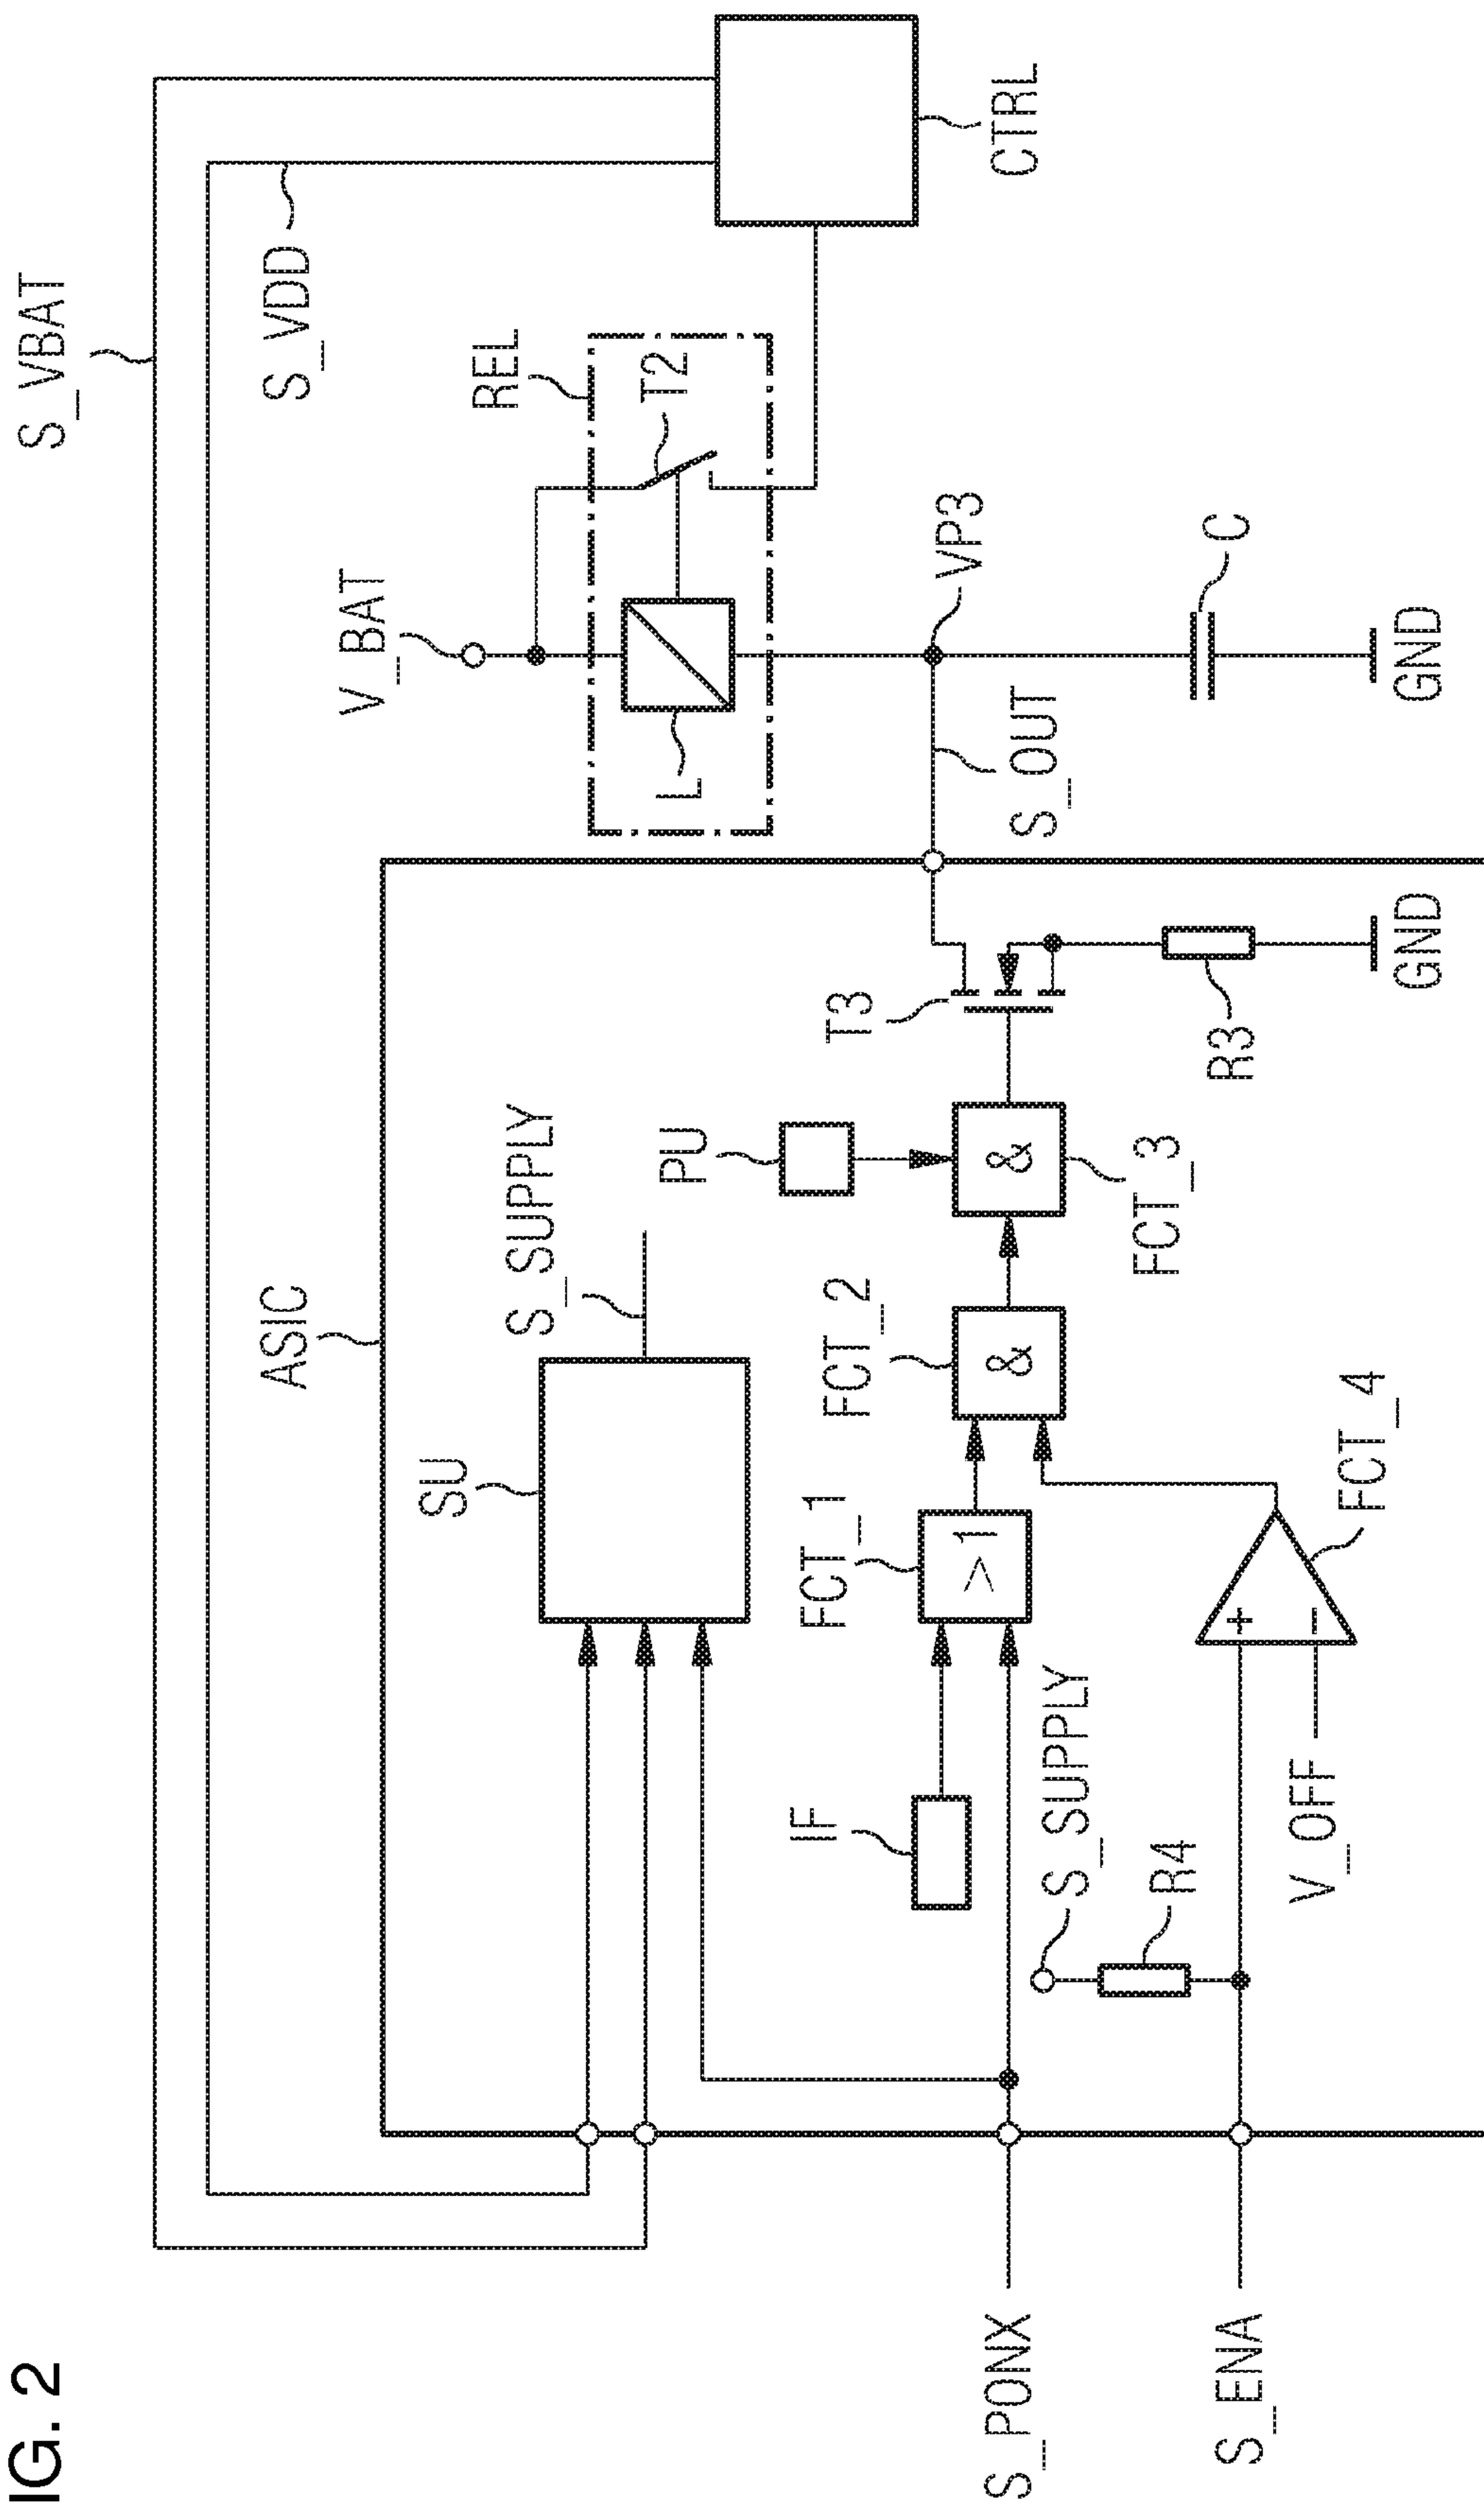 IG. 2
S_VBAT
S_VDD
CTRL
V_BAT
REL
T2
L
VP3
S_OUT
C
GND
ASIC
SU
S_SUPPLY
PU
T3
R3
GND
FCT_1
>1
FCT_2
&
FCT_3
&
IF
S_SUPPLY
R4
V_OFF
+
−
FCT_4
S_PONX
S_ENA